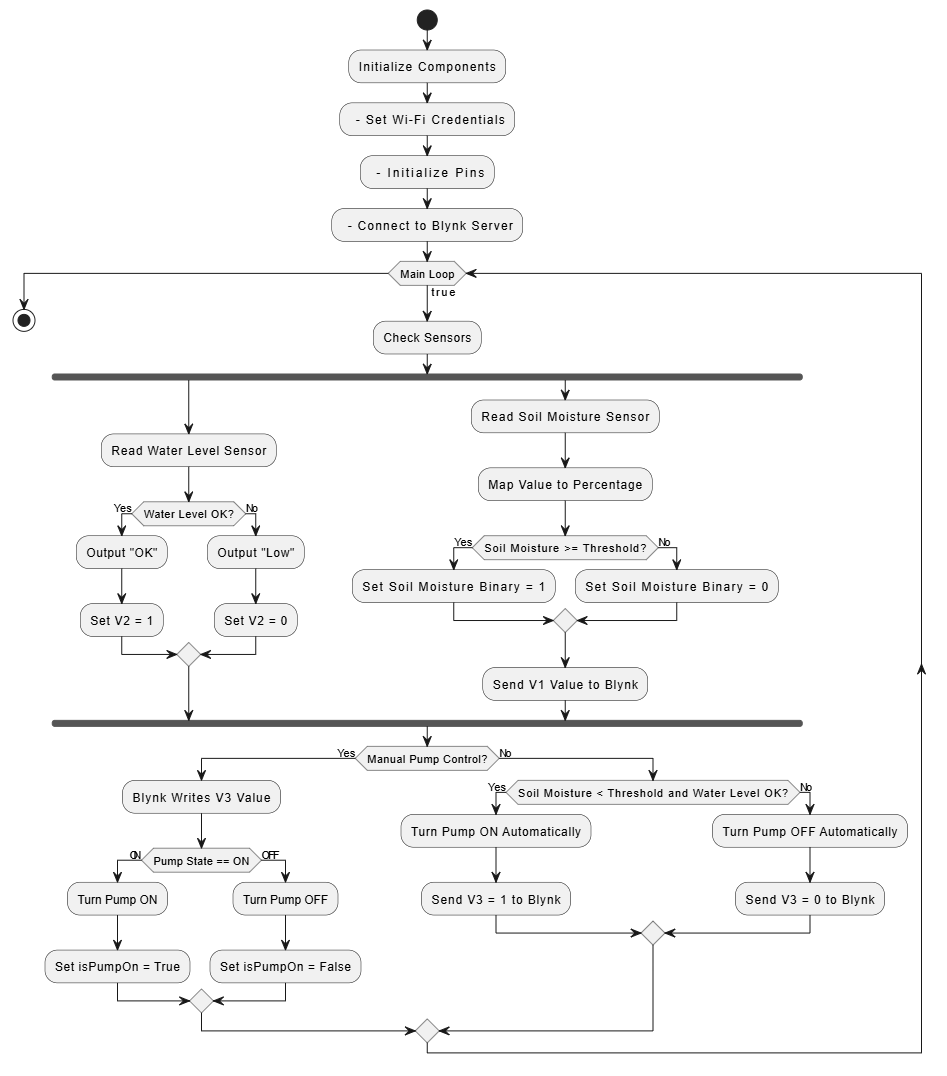 Initialize Components
- Set Wi-Fi Credentials
- Initialize Pins
- Connect to Blynk Server
Main Loop
true
Check Sensors
Read Soil Moisture Sensor
Read Water Level Sensor
Map Value to Percentage
Yes
Water Level OK?
No
Yes
Soil Moisture >= Threshold?
No
Output "OK"
Output "Low"
Set Soil Moisture Binary = 1
Set Soil Moisture Binary = 0
Set V2 = 1
Set V2 = 0
Send V1 Value to Blynk
Yes
Manual Pump Control?
No
Blynk Writes V3 Value
Yes
Soil Moisture < Threshold and Water Level OK?
No
Turn Pump ON Automatically
Turn Pump OFF Automatically
ON
Pump State == ON
OFF
Turn Pump ON
Turn Pump OFF
Send V3 = 1 to Blynk
Send V3 = 0 to Blynk
Set isPumpOn = True
Set isPumpOn = False